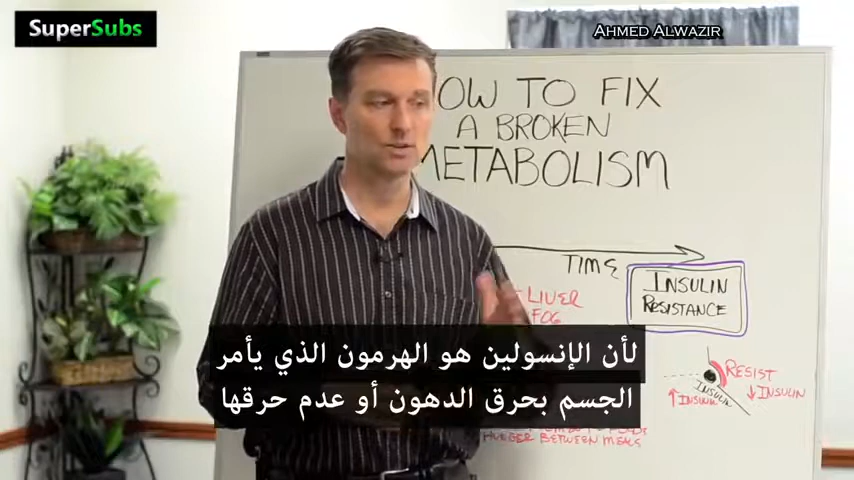 SuperSubs
AHMED ALWAZIR
HOW TO FIX
A BROKEN
METABOLISM
TIME
INSULIN
RESISTANCE
LIVER
FOG
RESIST
INSULIN
↑ INSULIN
↓ INSULIN
لأن الإنسولين هو الهرمون الذي يأمر
الجسم بحرق الدهون أو عدم حرقها
HUNGER BETWEEN MEALS